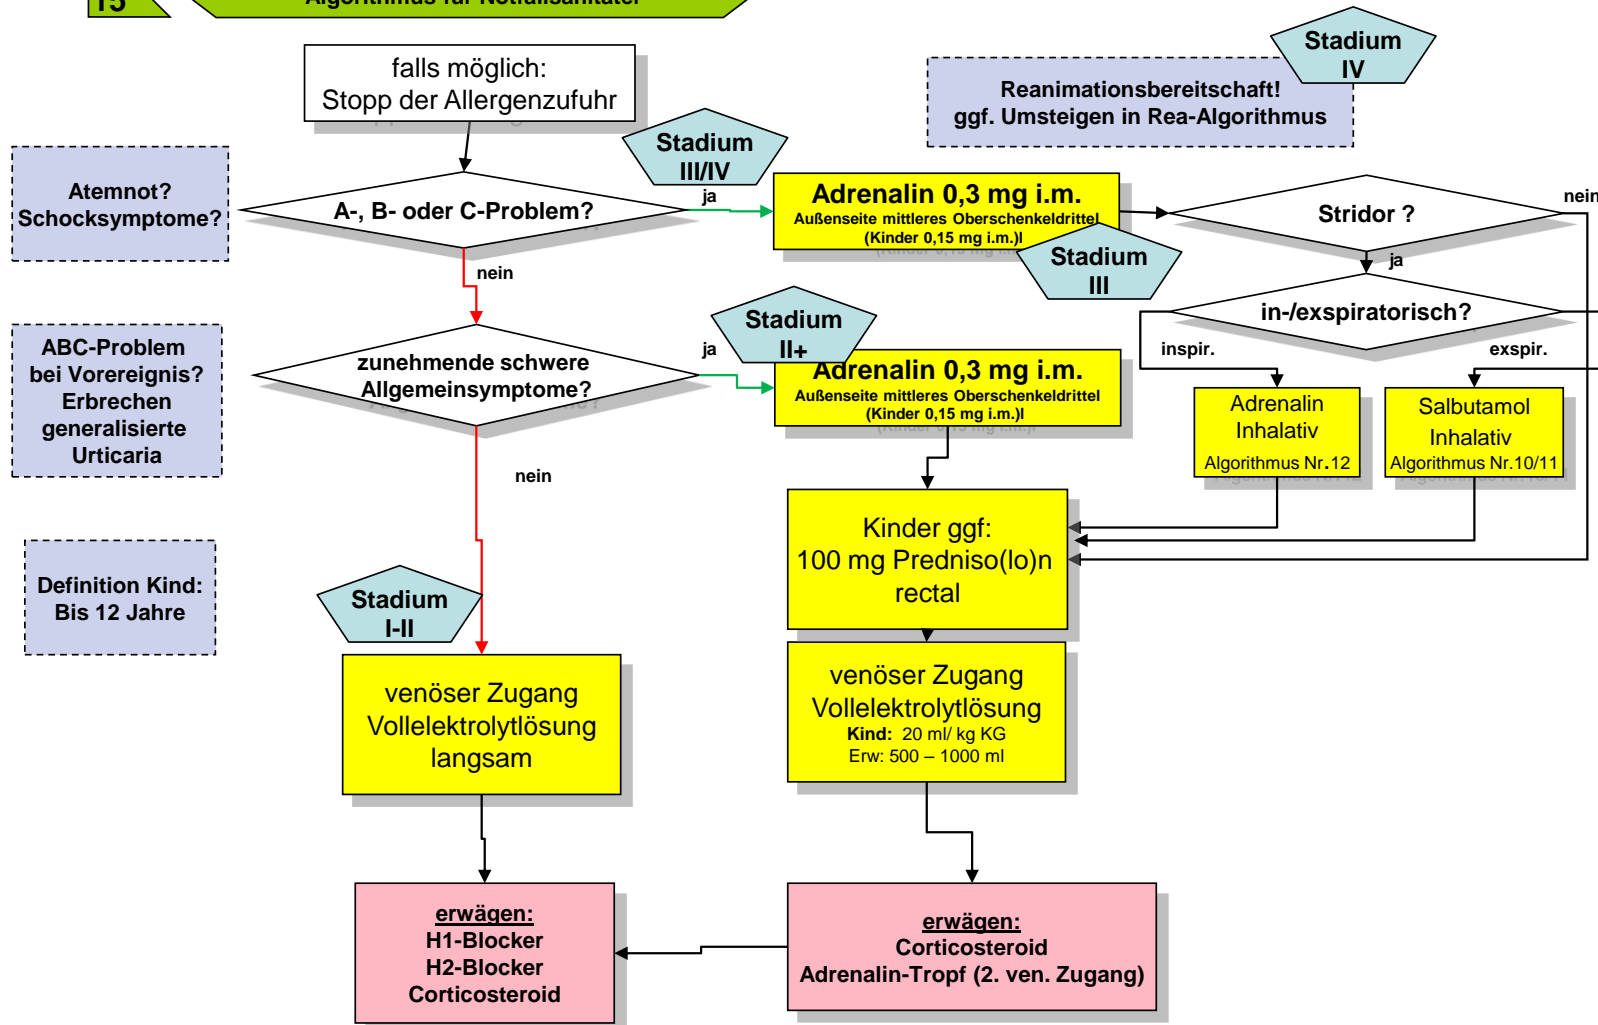 15
Algorithmus für Notfallsanitäter
falls möglich:
Stopp der Allergenzufuhr
Stadium
IV
Reanimationsbereitschaft!
ggf. Umsteigen in Rea-Algorithmus
Stadium
III/IV
Atemnot?
Schocksymptome?
A-, B- oder C-Problem?
ja
Adrenalin 0,3 mg i.m.
Außenseite mittleres Oberschenkeldrittel
(Kinder 0,15 mg i.m.)l
Stridor ?
nein
nein
Stadium
III
ja
in-/exspiratorisch?
inspir.
exspir.
ABC-Problem
bei Vorereignis?
Erbrechen
generalisierte
Urticaria
zunehmende schwere
Allgemeinsymptome?
ja
Stadium
II+
Adrenalin 0,3 mg i.m.
Außenseite mittleres Oberschenkeldrittel
(Kinder 0,15 mg i.m.)l
Adrenalin
Inhalativ
Algorithmus Nr.12
Salbutamol
Inhalativ
Algorithmus Nr.10/11
nein
Kinder ggf:
100 mg Predniso(lo)n
rectal
Definition Kind:
Bis 12 Jahre
Stadium
I-II
venöser Zugang
Vollelektrolytlösung
langsam
venöser Zugang
Vollelektrolytlösung
Kind: 20 ml/ kg KG
Erw: 500 – 1000 ml
erwägen:
H1-Blocker
H2-Blocker
Corticosteroid
erwägen:
Corticosteroid
Adrenalin-Tropf (2. ven. Zugang)